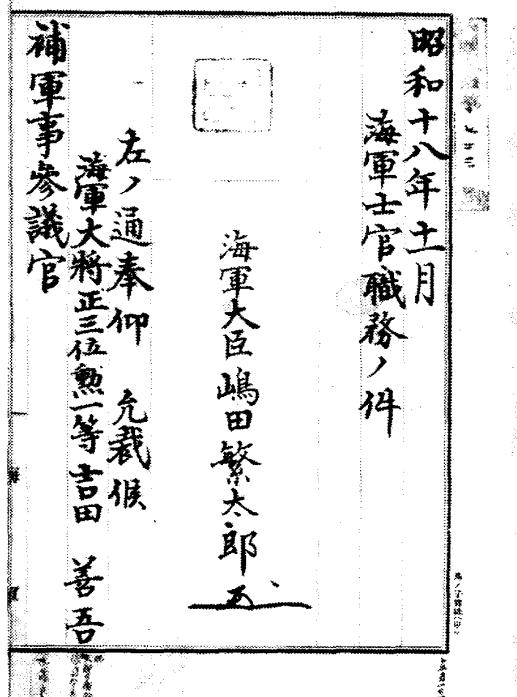 昭和十八年十一月
海軍士官職務ノ件
海軍大臣嶋田繁太郎
左ノ通奉仰 允裁候
海軍大将正三位勲一等吉田 善吾
補軍事參議官